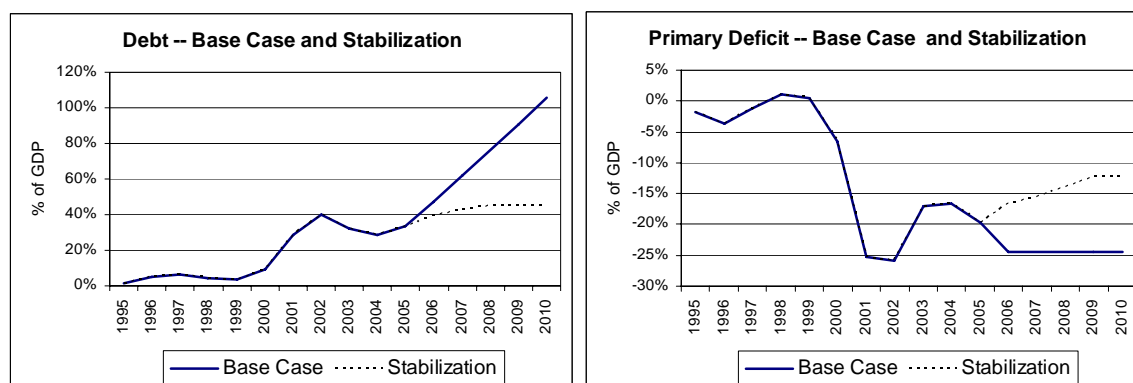 Debt -- Base Case and Stabilization
120%
100%
80%
60%
40%
20%
0%
% of GDP
1995 1996 1997 1998 1999 2000 2001 2002 2003 2004 2005 2006 2007 2008 2009 2010
Base Case Stabilization
Primary Deficit -- Base Case and Stabilization
5%
0%
-5%
-10%
-15%
-20%
-25%
-30%
% of GDP
1995 1996 1997 1998 1999 2000 2001 2002 2003 2004 2005 2006 2007 2008 2009 2010
Base Case Stabilization